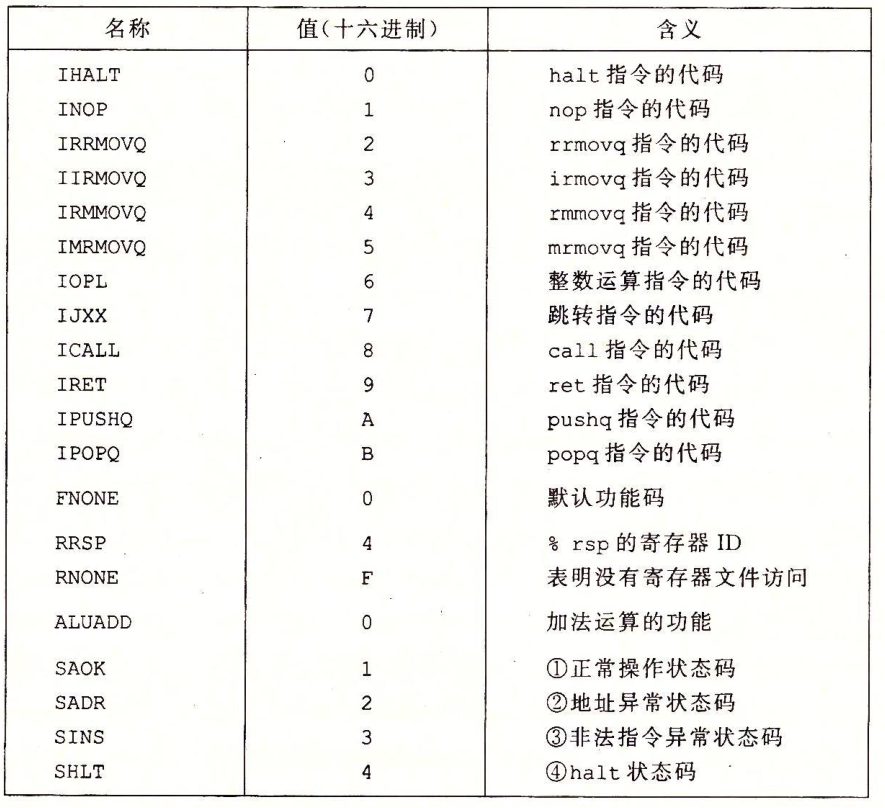 名称 值(十六进制) 含义
IHALT 0 halt 指令的代码
INOP 1 nop 指令的代码
IRRMOVQ 2 rrmovq 指令的代码
IIRMOVQ 3 irmovq 指令的代码
IRMMOVQ 4 rmmovq 指令的代码
IMRMOVQ 5 mrmovq 指令的代码
IOPL 6 整数运算指令的代码
IJXX 7 跳转指令的代码
ICALL 8 call 指令的代码
IRET 9 ret 指令的代码
IPUSHQ A pushq 指令的代码
IPOPQ B popq 指令的代码
FNONE 0 默认功能码
RRSP 4 % rsp 的寄存器 ID
RNONE F 表明没有寄存器文件访问
ALUADD 0 加法运算的功能
SAOK 1 ①正常操作状态码
SADR 2 ②地址异常状态码
SINS 3 ③非法指令异常状态码
SHLT 4 ④halt 状态码